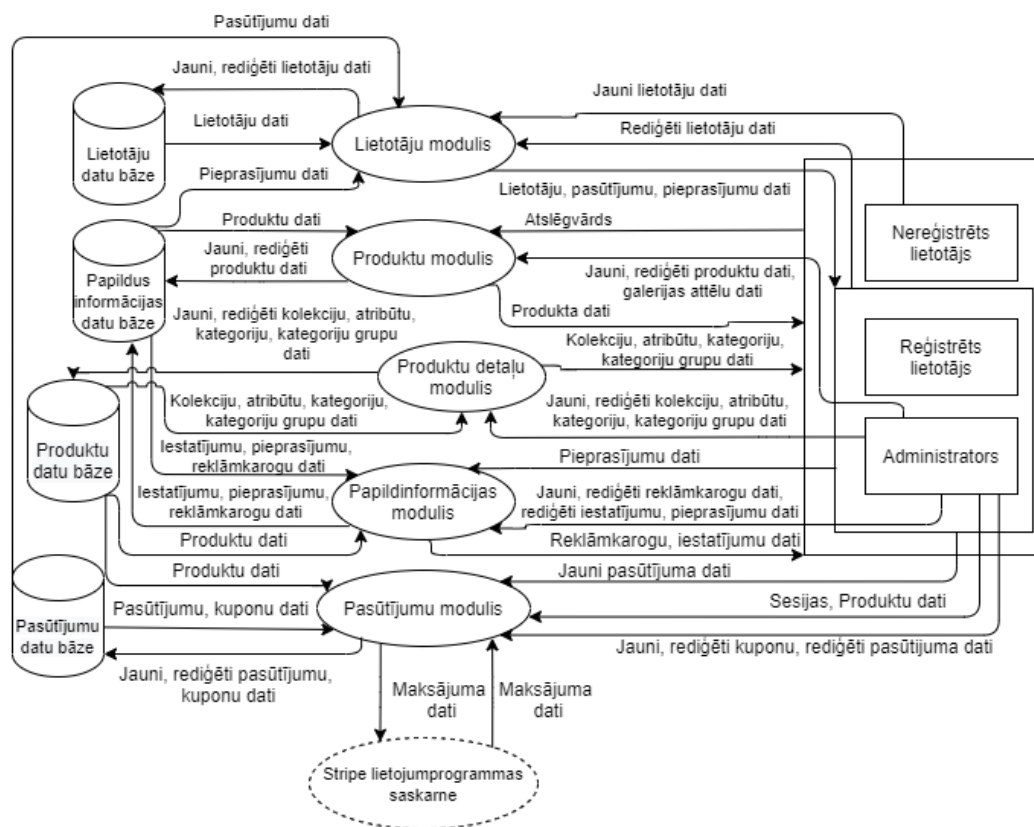 Pasūtījumu dati
Jauni, rediģēti lietotāju dati
Jauni lietotāju dati
Lietotāju dati
Rediģēti lietotāju dati
Lietotāju
datu bāze
Lietotāju modulis
Pieprasījumu dati
Lietotāju, pasūtījumu, pieprasījumu dati
Produktu dati
Atslēgvārds
Nereģistrēts
lietotājs
Papildus
informācijas
datu bāze
Jauni, rediģēti
produktu dati
Produktu modulis
Jauni, rediģēti produktu dati,
galerijas attēlu dati
Produkta dati
Jauni, rediģēti kolekciju, atribūtu,
kategoriju, kategoriju grupu
dati
Kolekciju, atribūtu, kategoriju,
kategoriju grupu dati
Reģistrēts
lietotājs
Produktu detaļu
modulis
Kolekciju, atribūtu, kategoriju,
kategoriju grupu dati
Jauni, rediģēti kolekciju, atribūtu,
kategoriju, kategoriju grupu dati
Produktu
datu bāze
Administrators
Iestatījumu, pieprasījumu,
reklāmkarogu dati
Pieprasījumu dati
Iestatījumu, pieprasījumu,
reklāmkarogu dati
Papildinformācijas
modulis
Jauni, rediģēti reklāmkarogu dati,
rediģēti iestatījumu, pieprasījumu dati
Produktu dati
Reklāmkarogu, iestatījumu dati
Produktu dati
Jauni pasūtījuma dati
Pasūtījumu
datu bāze
Pasūtījumu, kuponu dati
Pasūtījumu modulis
Sesijas, Produktu dati
Jauni, rediģēti kuponu, rediģēti pasūtijuma dati
Jauni, rediģēti pasūtījumu,
kuponu dati
Maksājuma
dati
Maksājuma
dati
Stripe lietojumprogrammas
saskarne